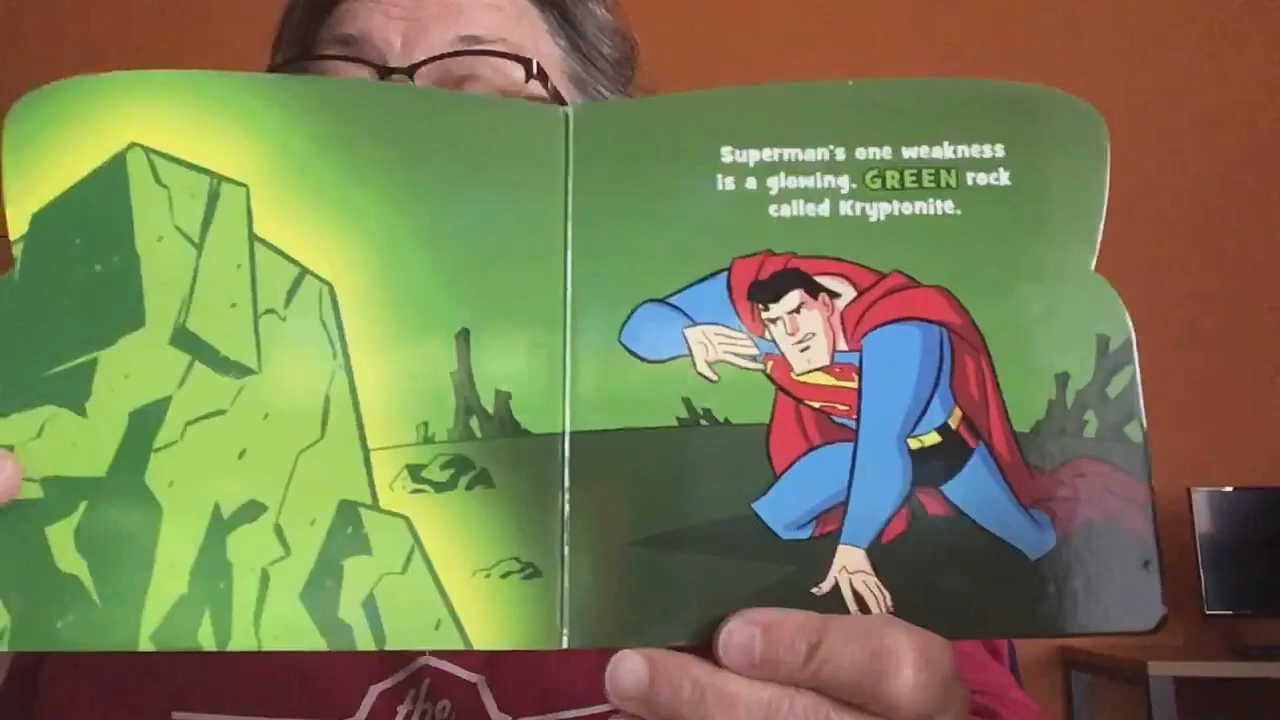 Superman's one weakness
is a glowing, GREEN rock
called Kryptonite.
the